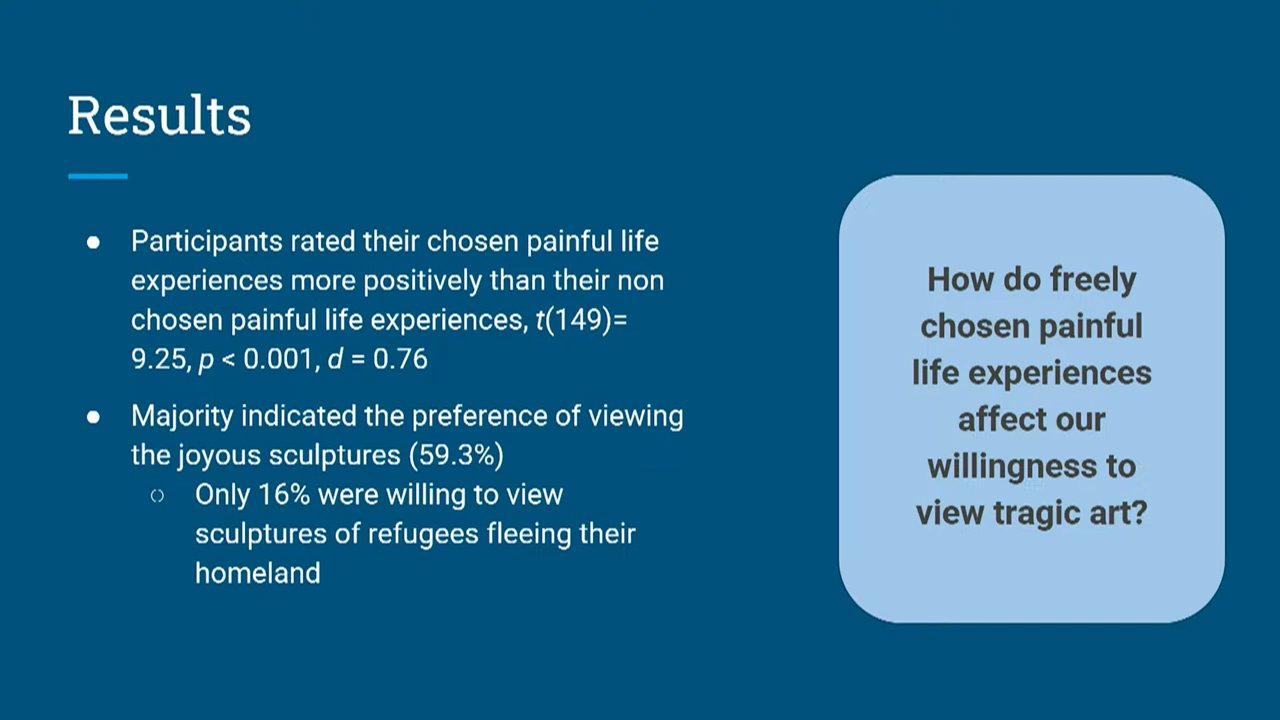 Results
Participants rated their chosen painful life
experiences more positively than their non
chosen painful life experiences, t(149)=
9.25, p < 0.001, d = 0.76
Majority indicated the preference of viewing
the joyous sculptures (59.3%)
Only 16% were willing to view
sculptures of refugees fleeing their
homeland
How do freely
chosen painful
life experiences
affect our
willingness to
view tragic art?